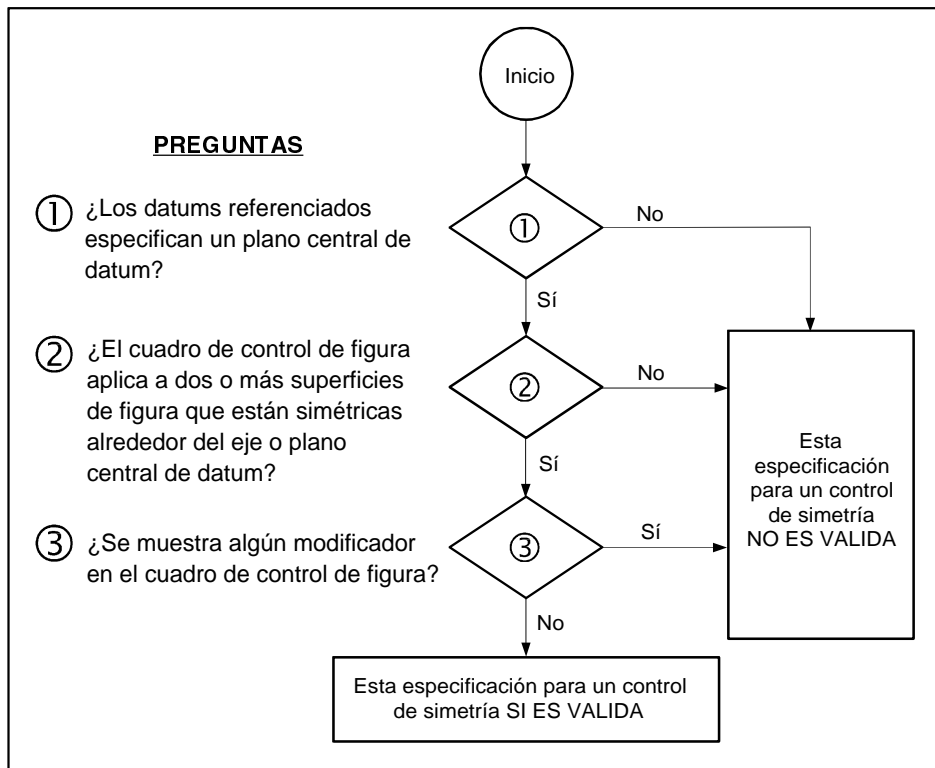 Inicio
PREGUNTAS
① ¿Los datums referenciados
especifican un plano central de
datum?
② ¿El cuadro de control de figura
aplica a dos o más superficies
de figura que están simétricas
alrededor del eje o plano
central de datum?
③ ¿Se muestra algún modificador
en el cuadro de control de figura?
①
No
Sí
②
No
Sí
③
Sí
No
Esta
especificación
para un control
de simetría
NO ES VALIDA
Esta especificación para un control
de simetría SI ES VALIDA